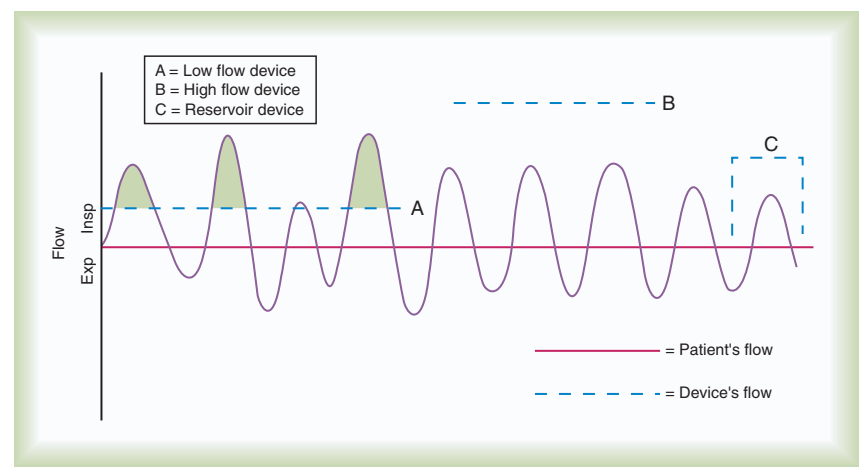 A = Low flow device
B = High flow device
C = Reservoir device
B
C
A
Flow
Insp
Exp
= Patient's flow
= Device's flow